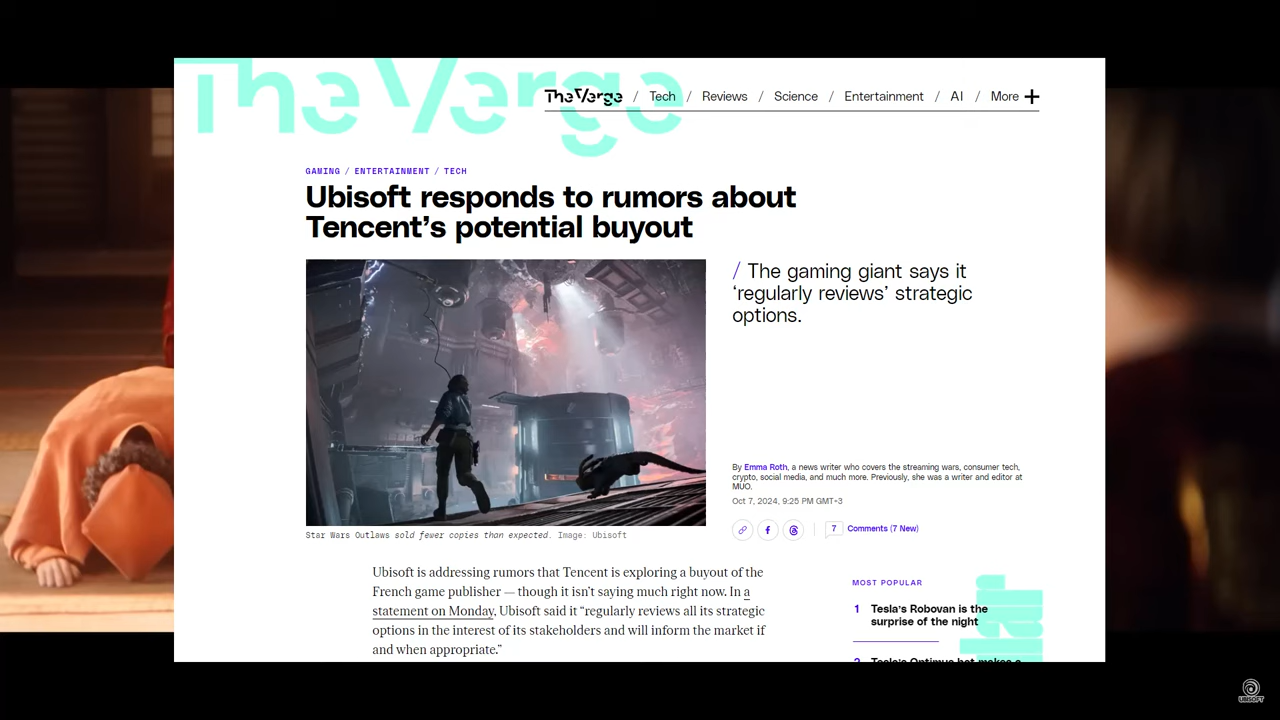 The Verge
The Verge / Tech / Reviews / Science / Entertainment / AI / More +
GAMING / ENTERTAINMENT / TECH
Ubisoft responds to rumors about
Tencent’s potential buyout
/ The gaming giant says it
‘regularly reviews’ strategic
options.
By Emma Roth, a news writer who covers the streaming wars, consumer tech,
crypto, social media, and much more. Previously, she was a writer and editor at
MUO.
Oct 7, 2024, 9:25 PM GMT+3
7 Comments (7 New)
Star Wars Outlaws sold fewer copies than expected. Image: Ubisoft
Ubisoft is addressing rumors that Tencent is exploring a buyout of the
French game publisher — though it isn’t saying much right now. In a
statement on Monday, Ubisoft said it “regularly reviews all its strategic
options in the interest of its stakeholders and will inform the market if
and when appropriate.”
MOST POPULAR
1 Tesla’s Robovan is the
surprise of the night
UBISOFT